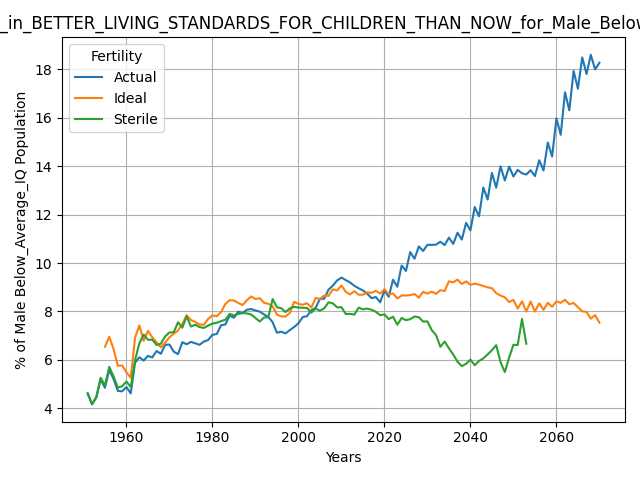 _in_BETTER_LIVING_STANDARDS_FOR_CHILDREN_THAN_NOW_for_Male_Below
Fertility
Actual
Ideal
Sterile
% of Male Below_Average_IQ Population
18
16
14
12
10
8
6
4
1960 1980 2000 2020 2040 2060
Years